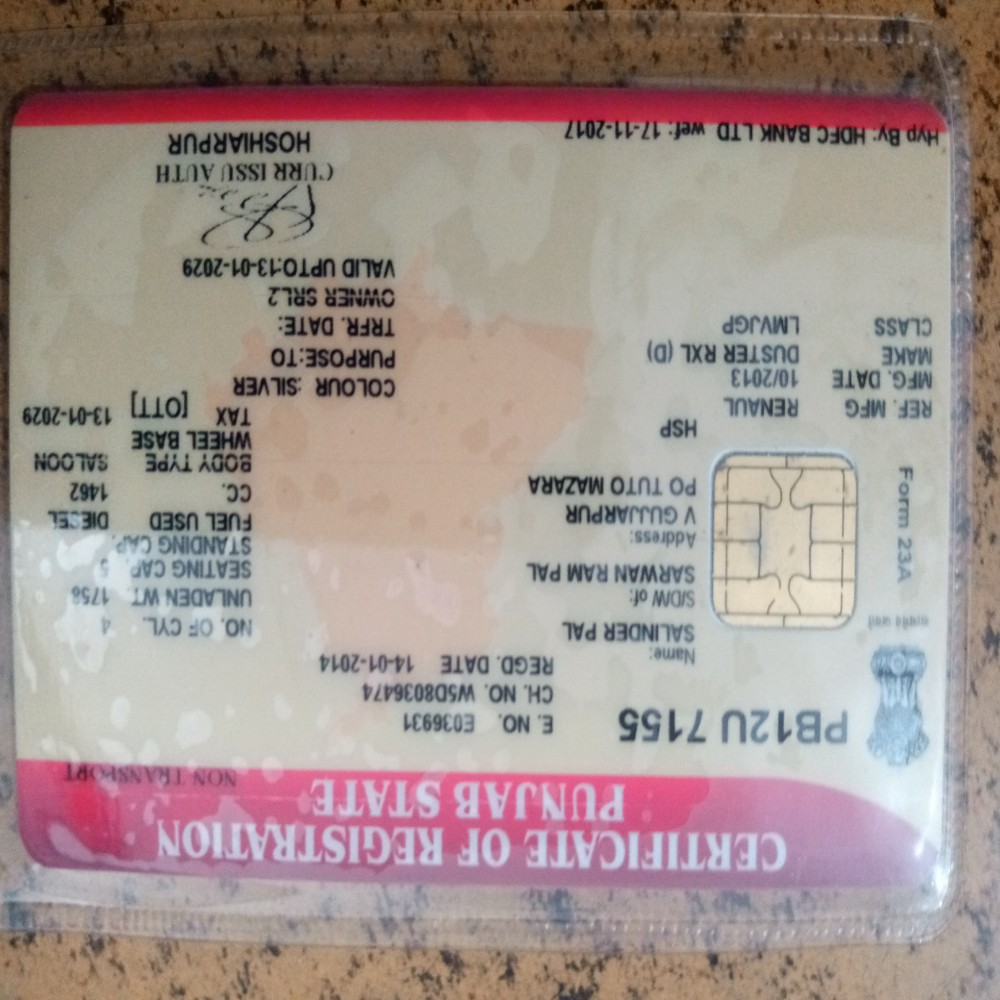 CERTIFICATE OF REGISTRATION
PUNJAB STATE
NON TRANSPORT
PB12U 7155
E. NO. E036931
CH. NO. W5D8036474
REGD. DATE 14-01-2014
Form 23A
Name:
SALINDER PAL
S/D/W of:
SARWAN RAM PAL
Address:
V GUJJARPUR
PO TUTO MAZARA
HSP
NO. OF CYL. 4
UNLADEN WT. 1758
SEATING CAP. 5
STANDING CAP.
FUEL USED DIESEL
CC. 1462
BODY TYPE SALOON
WHEEL BASE
TAX [OTT] 13-01-2029
REF. MFG RENAUL
MFG. DATE 10/2013
MAKE DUSTER RXL (D)
CLASS LMVJGP
COLOUR :SILVER
PURPOSE:TO
TRFR. DATE:
OWNER SRL2
VALID UPTO:13-01-2029
CURR ISSU AUTH
HOSHIARPUR
Hyp By: HDFC BANK LTD wef: 17-11-2017